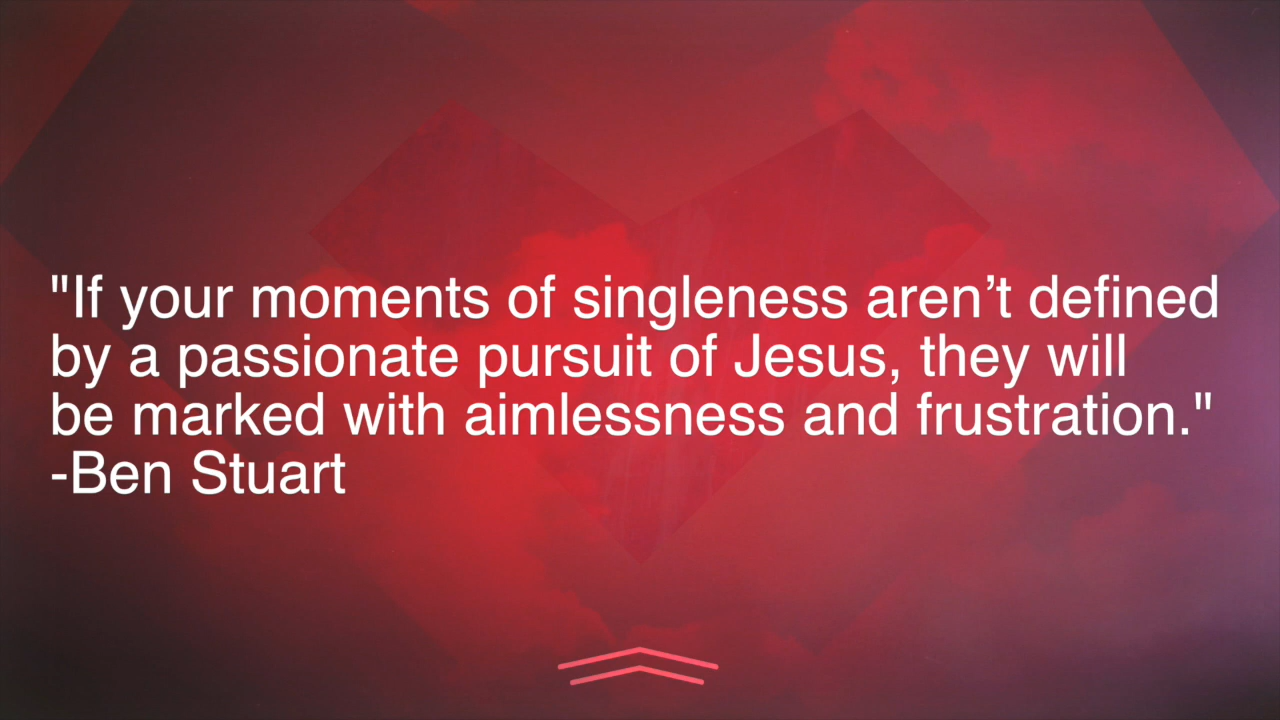 "If your moments of singleness aren’t defined
by a passionate pursuit of Jesus, they will
be marked with aimlessness and frustration."
-Ben Stuart